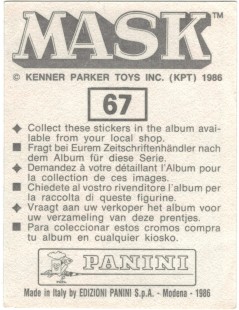 MASK™
© KENNER PARKER TOYS INC. (KPT) 1986
67
Collect these stickers in the album avai-
lable from your local shop.
Fragt bei Eurem Zeitschriftenhändler nach
dem Album für diese Serie.
Demandez à votre détaillant l'Album pour
la collection de ces images.
Chiedete al vostro rivenditore l'album per
la raccolta di queste figurine.
Vraagt aan uw verkoper het album voor
uw verzameling van deze prentjes.
Para coleccionar estos cromos compra
tu album en cualquier kiosko.
PANINI
Made in Italy by EDIZIONI PANINI S.p.A. - Modena - 1986